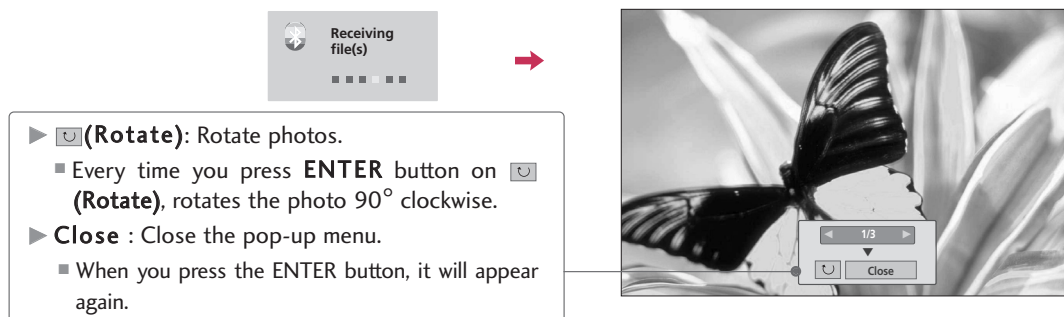 Receiving
file(s)
(Rotate): Rotate photos.
Every time you press ENTER button on
(Rotate), rotates the photo 90° clockwise.
Close : Close the pop-up menu.
When you press the ENTER button, it will appear
again.
1/3
Close